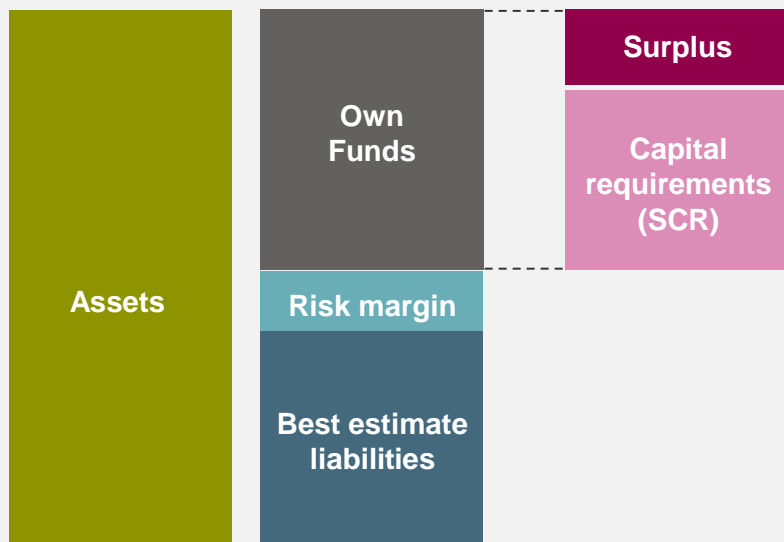 Assets
Own
Funds
Risk margin
Best estimate
liabilities
Surplus
Capital
requirements
(SCR)